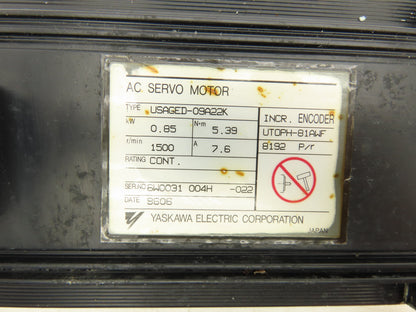 AC SERVO MOTOR
TYPE USAGED-09A22K
kW 0.85 N·m 5.39
r/min 1500 A 7.6
RATING CONT.
INCR. ENCODER
UTOPH-81AWF
8192 P/r
SER.NO 6W0031 004H -022
DATE 9606
YASKAWA ELECTRIC CORPORATION
JAPAN